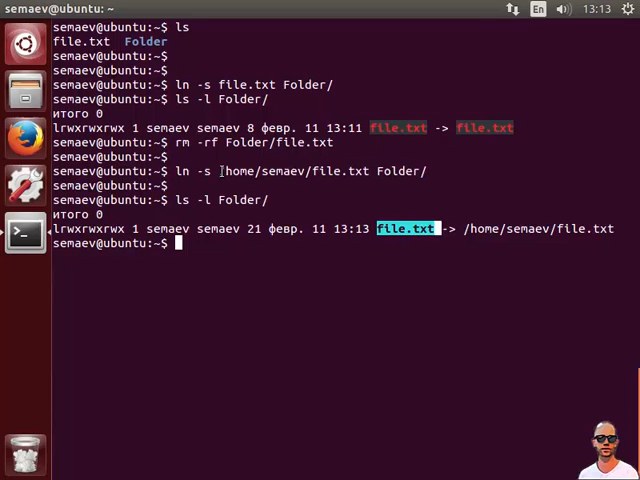 semaev@ubuntu: ~
En
13:13
semaev@ubuntu:~$ ls
file.txt  Folder
semaev@ubuntu:~$
semaev@ubuntu:~$
semaev@ubuntu:~$ ln -s file.txt Folder/
semaev@ubuntu:~$ ls -l Folder/
итого 0
lrwxrwxrwx 1 semaev semaev 8 февр. 11 13:11 file.txt -> file.txt
semaev@ubuntu:~$ rm -rf Folder/file.txt
semaev@ubuntu:~$
semaev@ubuntu:~$ ln -s /home/semaev/file.txt Folder/
semaev@ubuntu:~$
semaev@ubuntu:~$ ls -l Folder/
итого 0
lrwxrwxrwx 1 semaev semaev 21 февр. 11 13:13 file.txt -> /home/semaev/file.txt
semaev@ubuntu:~$